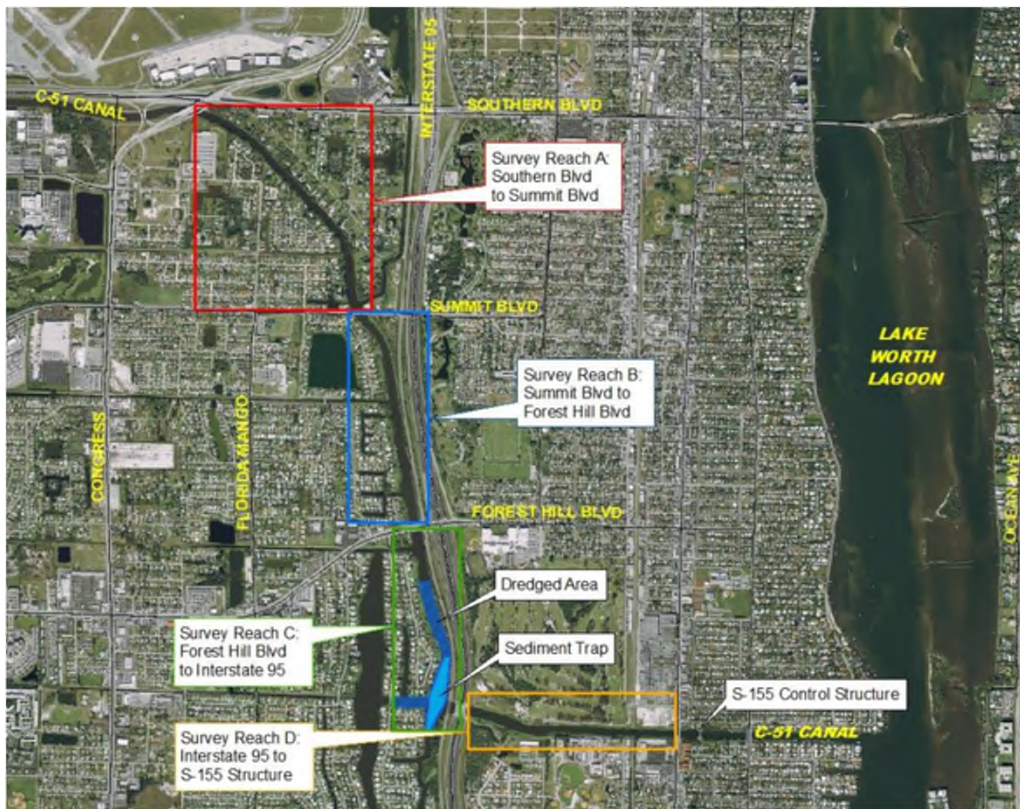 C-51 CANAL
INTERSTATE 95
SOUTHERN BLVD
Survey Reach A:
Southern Blvd
to Summit Blvd
SUMMIT BLVD
LAKE
WORTH
LAGOON
Survey Reach B:
Summit Blvd to
Forest Hill Blvd
CONGRESS
FLORIDA MANGO
OCEAN AVE
FOREST HILL BLVD
Dredged Area
Survey Reach C:
Forest Hill Blvd
to Interstate 95
Sediment Trap
S-155 Control Structure
Survey Reach D:
Interstate 95 to
S-155 Structure
C-51 CANAL